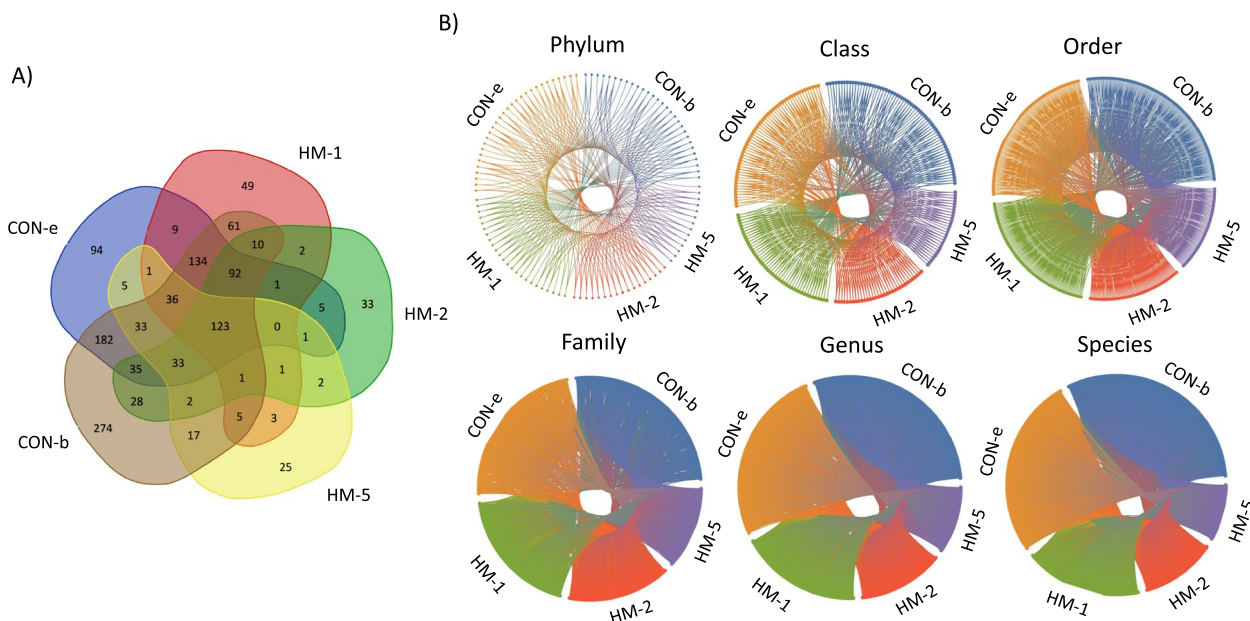 A)
HM-1
49
CON-e
94
9
61
10
2
134
92
1
5
1
36
1
5
33
HM-2
33
123
0
1
182
35
33
1
1
2
28
2
5
3
CON-b
274
17
25
HM-5
B)
Phylum
CON-e
CON-b
HM-1
HM-2
HM-5
Class
CON-e
CON-b
HM-1
HM-2
HM-5
Order
CON-e
CON-b
HM-1
HM-2
HM-5
Family
CON-e
CON-b
HM-1
HM-2
HM-5
Genus
CON-e
CON-b
HM-1
HM-2
HM-5
Species
CON-e
CON-b
HM-1
HM-2
HM-5